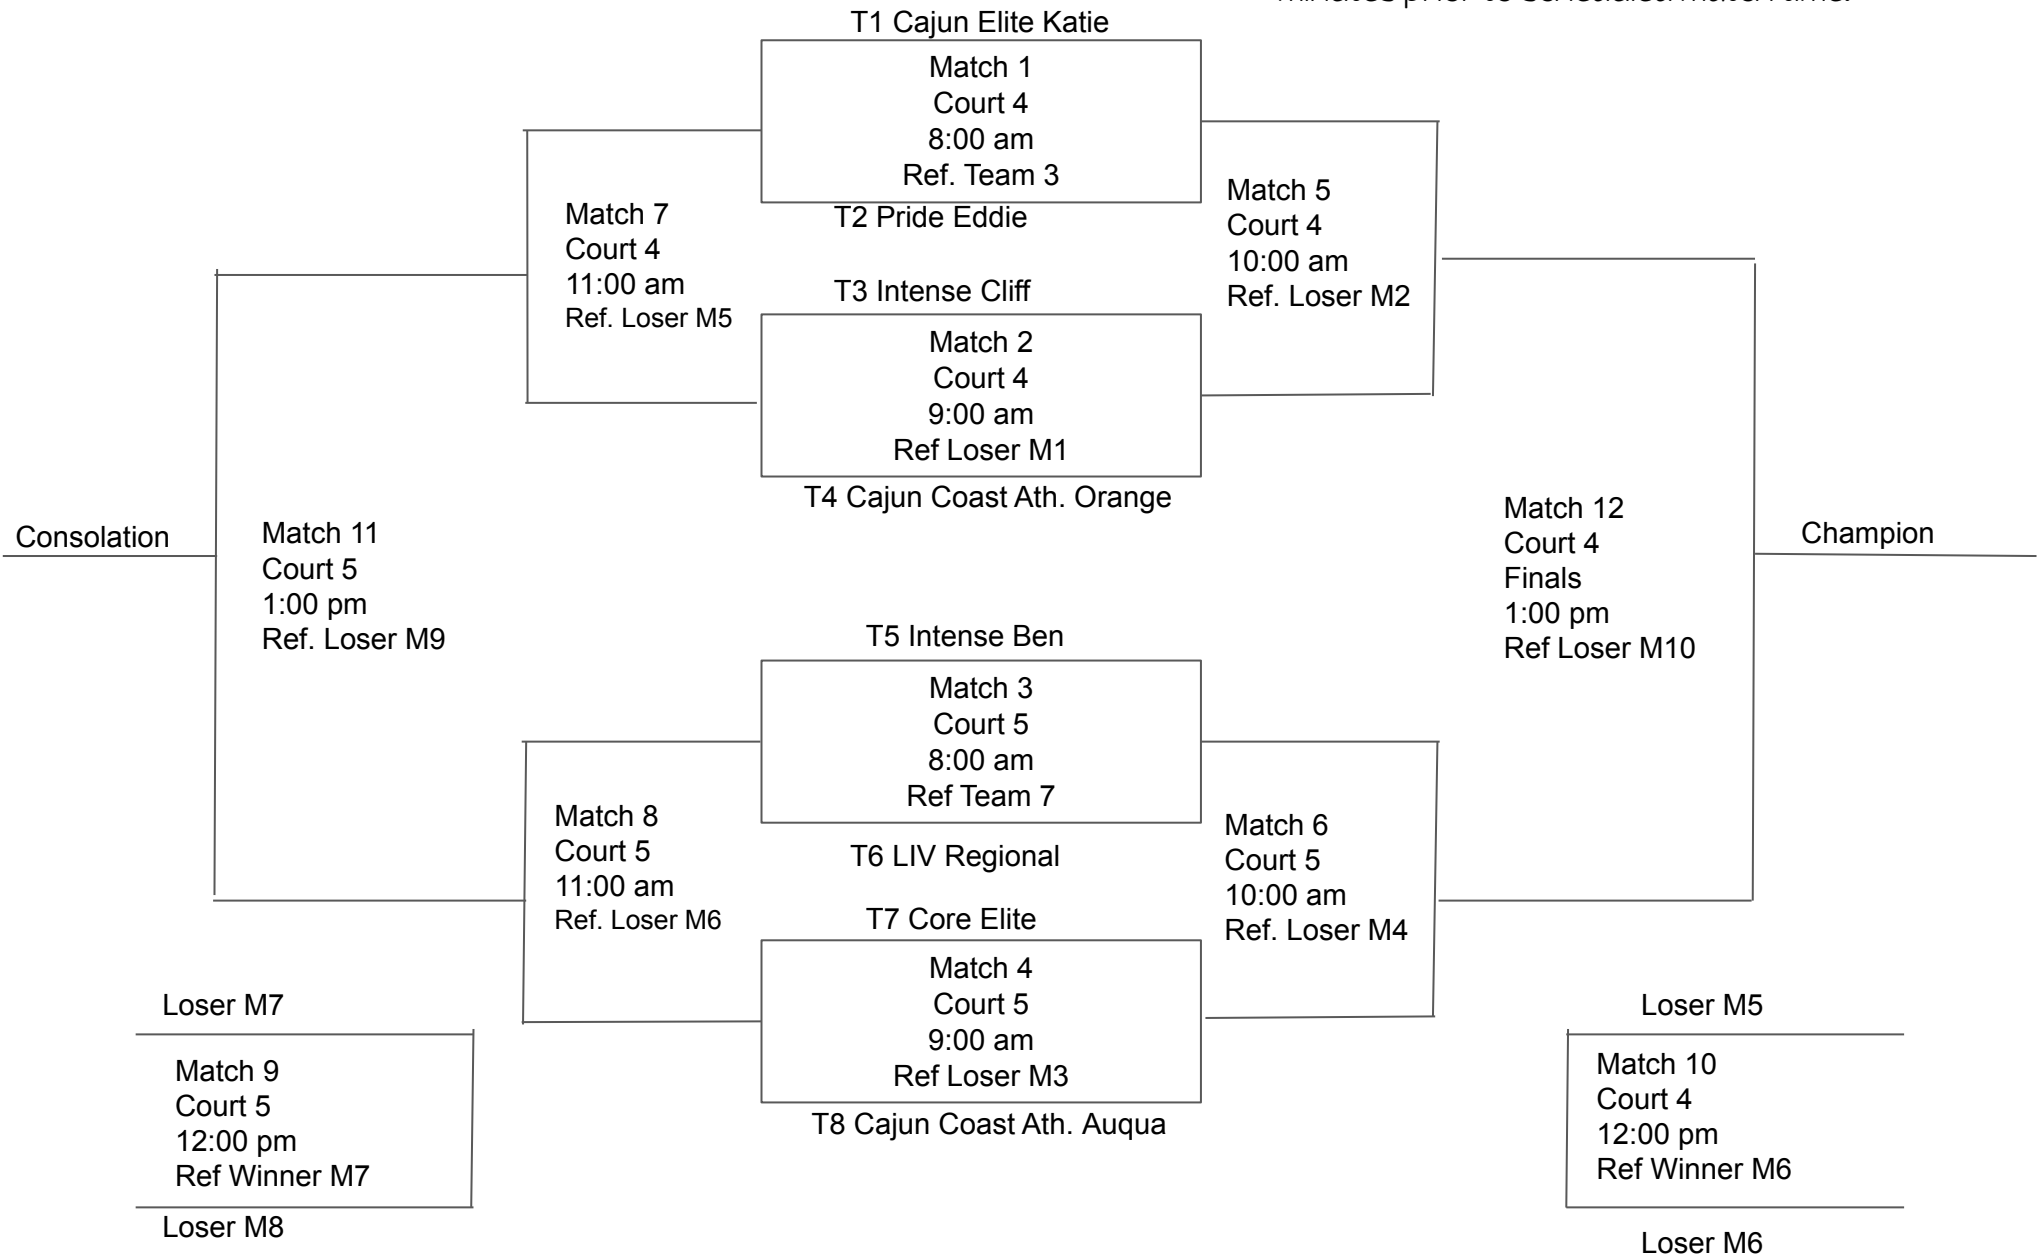 T1 Cajun Elite Katie
Match 1
Court 4
8:00 am
Ref. Team 3
T2 Pride Eddie
Match 7
Court 4
11:00 am
Ref. Loser M5
Match 5
Court 4
10:00 am
Ref. Loser M2
T3 Intense Cliff
Match 2
Court 4
9:00 am
Ref Loser M1
T4 Cajun Coast Ath. Orange
Consolation
Match 11
Court 5
1:00 pm
Ref. Loser M9
Match 12
Court 4
Finals
1:00 pm
Ref Loser M10
Champion
T5 Intense Ben
Match 3
Court 5
8:00 am
Ref Team 7
T6 LIV Regional
Match 8
Court 5
11:00 am
Ref. Loser M6
Match 6
Court 5
10:00 am
Ref. Loser M4
T7 Core Elite
Match 4
Court 5
9:00 am
Ref Loser M3
T8 Cajun Coast Ath. Auqua
Loser M7
Match 9
Court 5
12:00 pm
Ref Winner M7
Loser M8
Loser M5
Match 10
Court 4
12:00 pm
Ref Winner M6
Loser M6